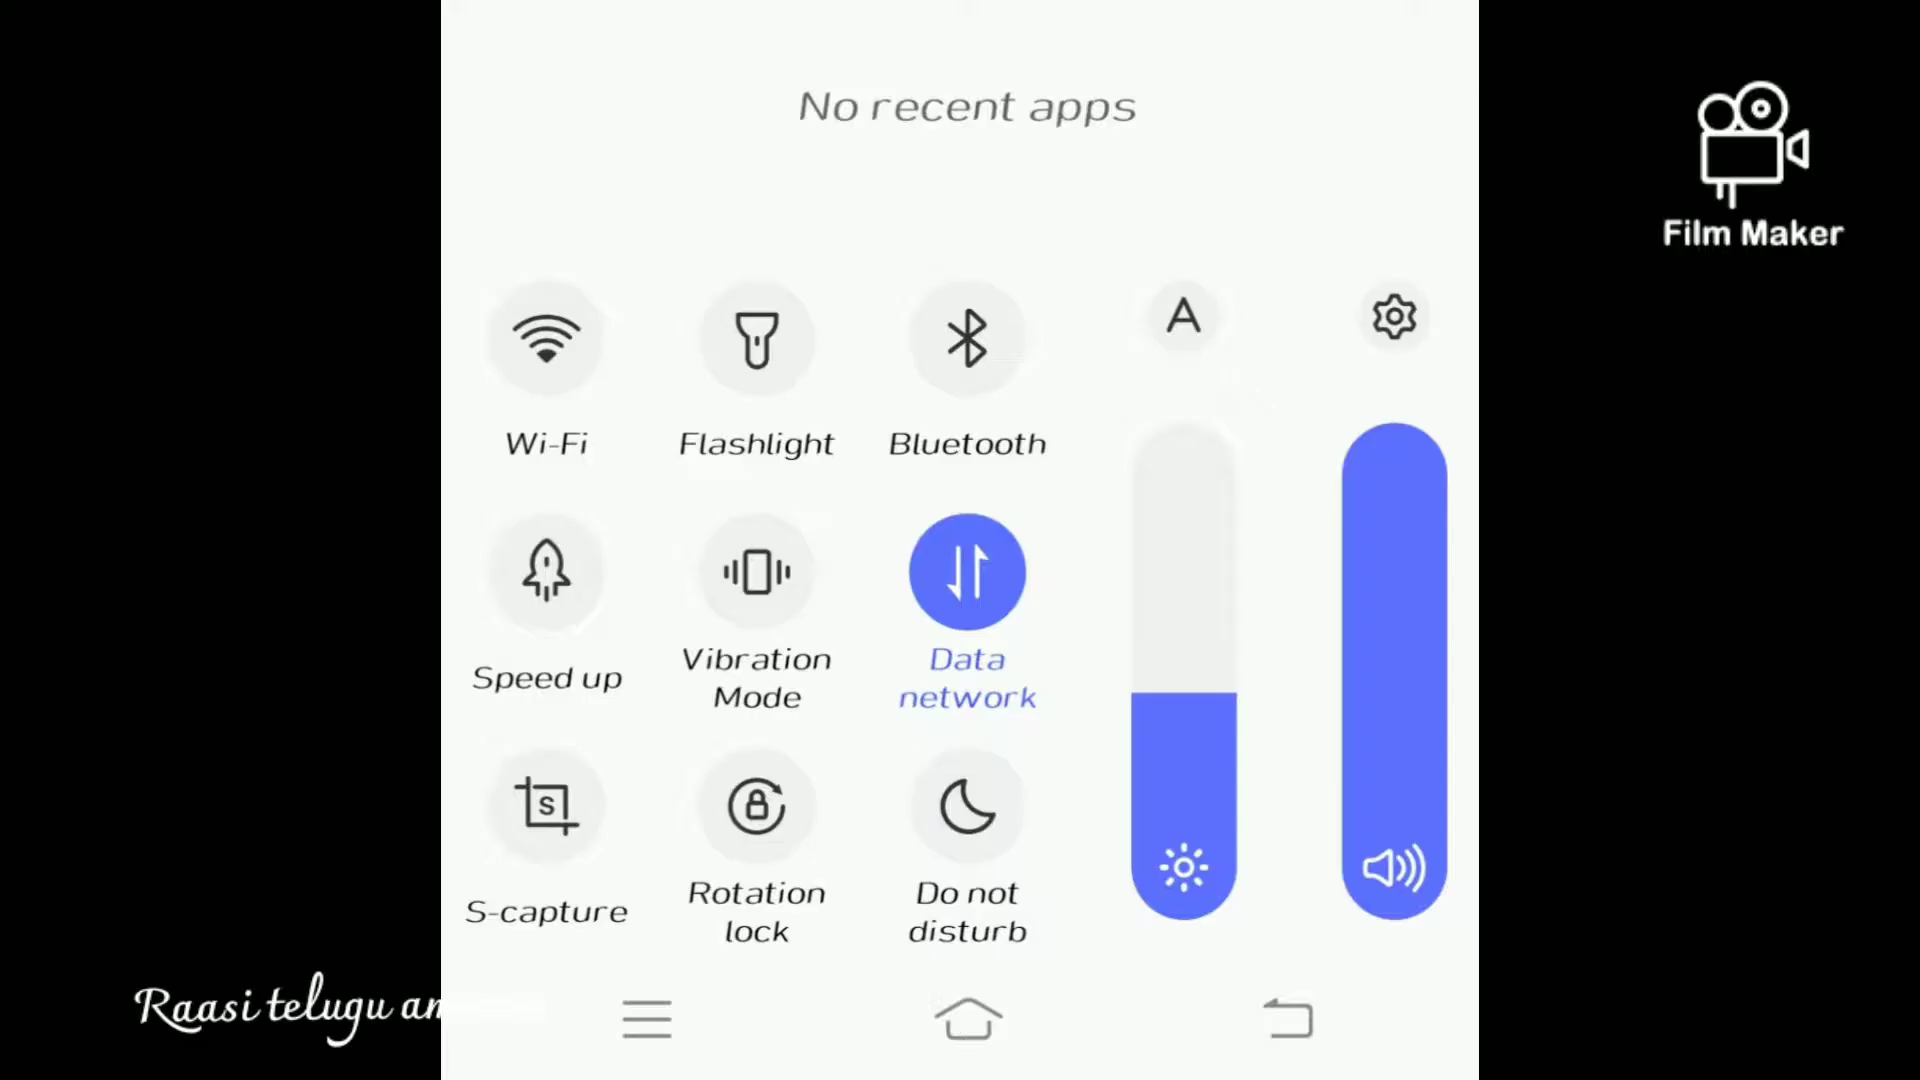 No recent apps
Film Maker
A
Wi-Fi
Flashlight
Bluetooth
Speed up
Vibration
Mode
Data
network
S
S-capture
Rotation
lock
Do not
disturb
Raasi telugu